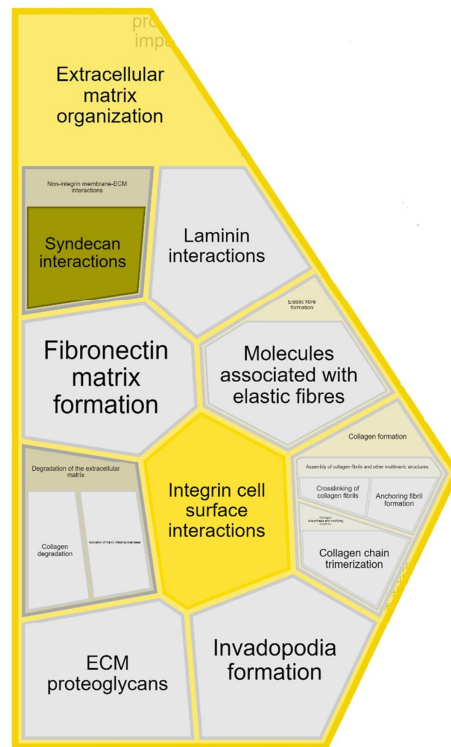 Extracellular
matrix
organization
Non-integrin membrane-ECM
interactions
Syndecan
interactions
Laminin
interactions
Elastic fibre
formation
Molecules
associated with
elastic fibres
Fibronectin
matrix
formation
Collagen formation
Assembly of collagen fibrils and other multimeric structures
Crosslinking of
collagen fibrils
Anchoring fibril
formation
Collagen chain
trimerization
Integrin cell
surface
interactions
Degradation of the extracellular
matrix
Collagen
degradation
ECM
proteoglycans
Invadopodia
formation